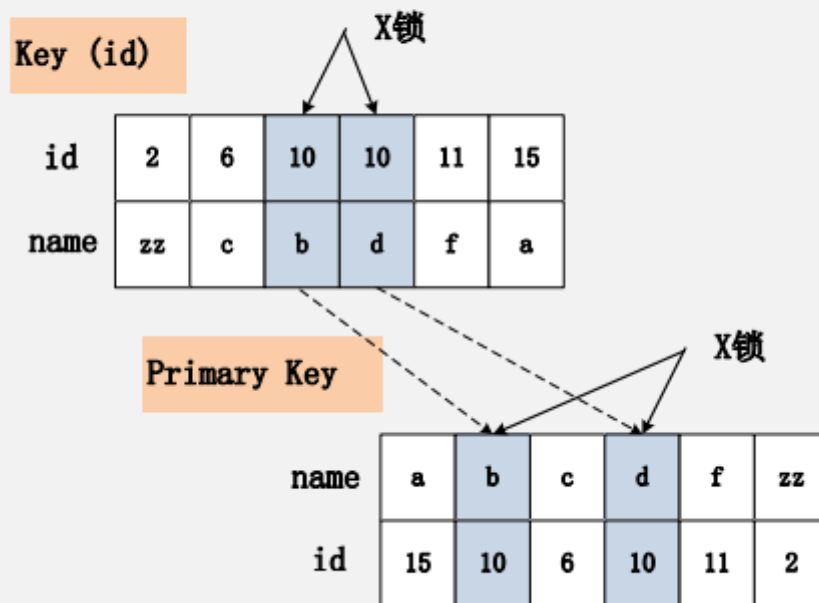 X锁
Key (id)
id 2 6 10 10 11 15
name zz c b d f a
X锁
Primary Key
name a b c d f zz
id 15 10 6 10 11 2